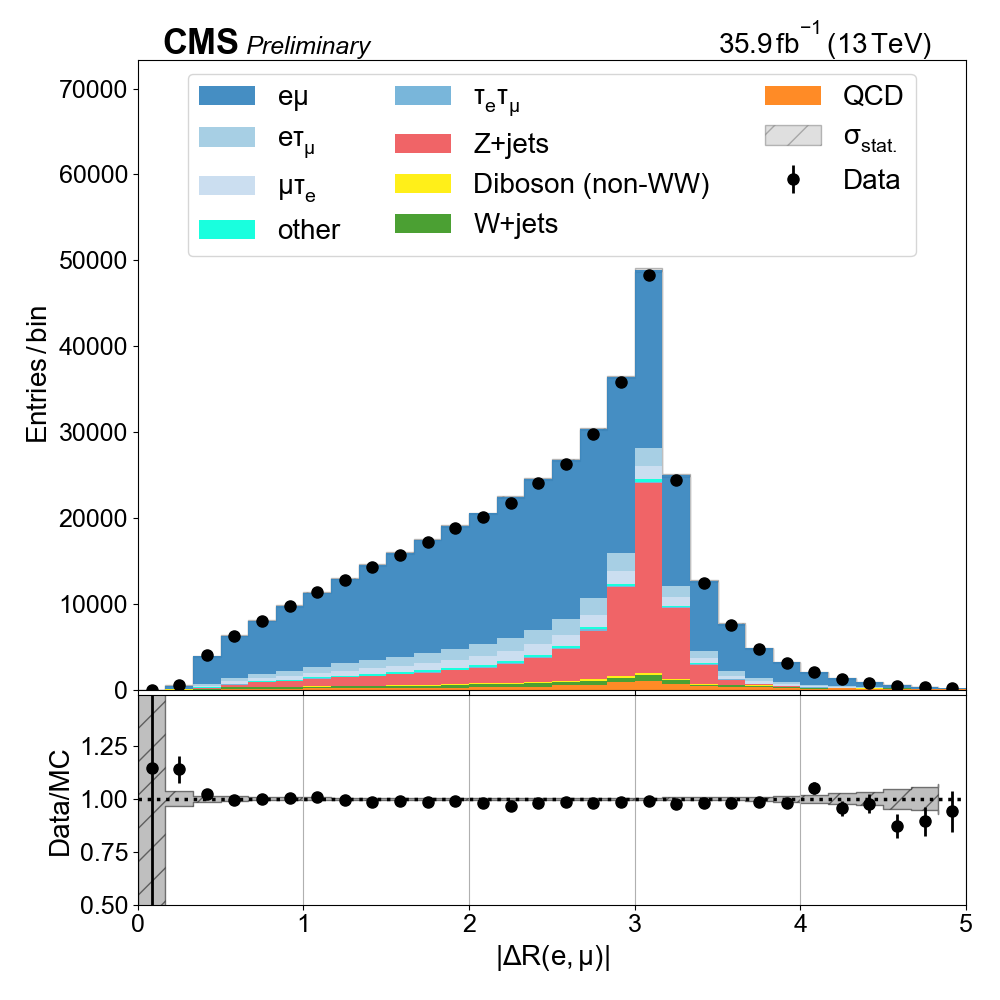 CMS Preliminary 35.9 fb⁻¹ (13 TeV)
70000
60000
50000
40000
30000
20000
10000
0
Entries / bin
eμ
eτμ
μτe
other
τeτμ
Z+jets
Diboson (non-WW)
W+jets
QCD
σstat.
Data
1.25
1.00
0.75
0.50
Data/MC
0 1 2 3 4 5
|ΔR(e, μ)|